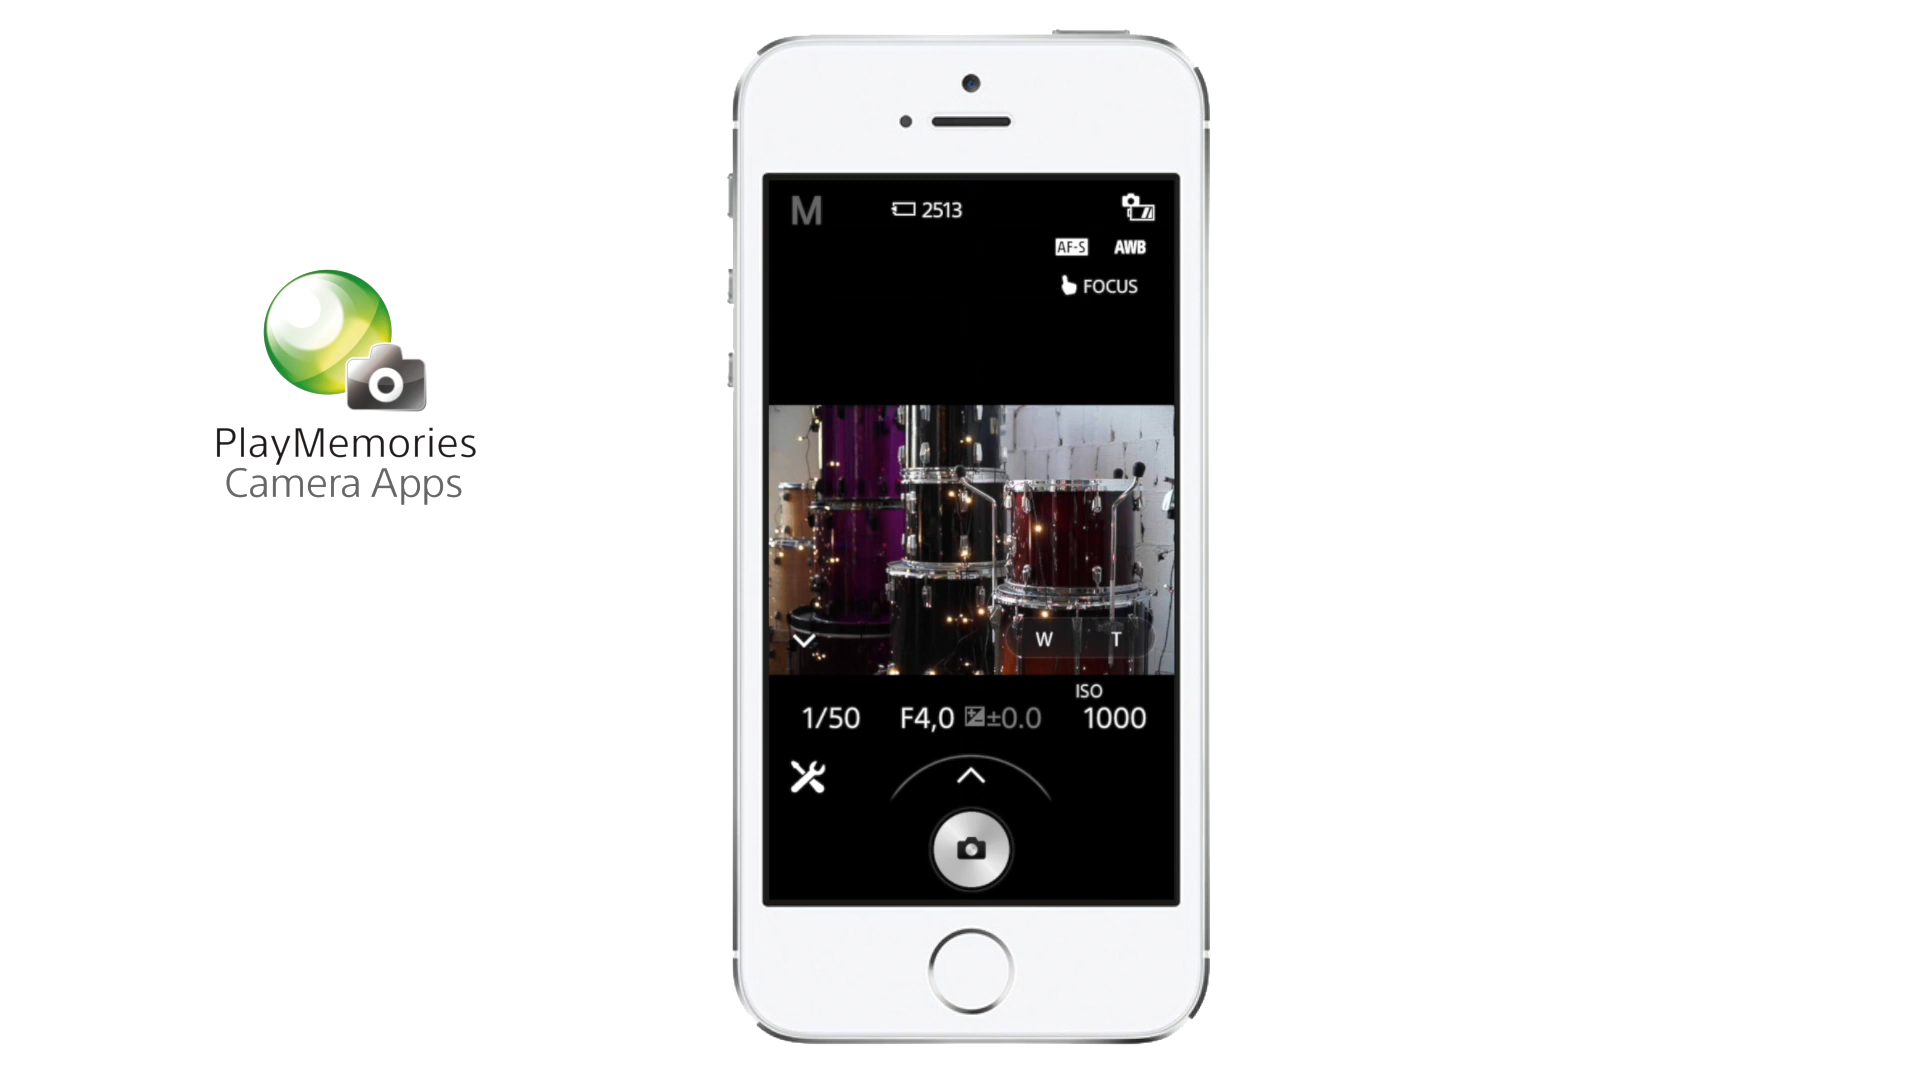 PlayMemories
Camera Apps
M 2513
AF-S AWB
FOCUS
W T
ISO
1/50 F4,0 ±0.0 1000